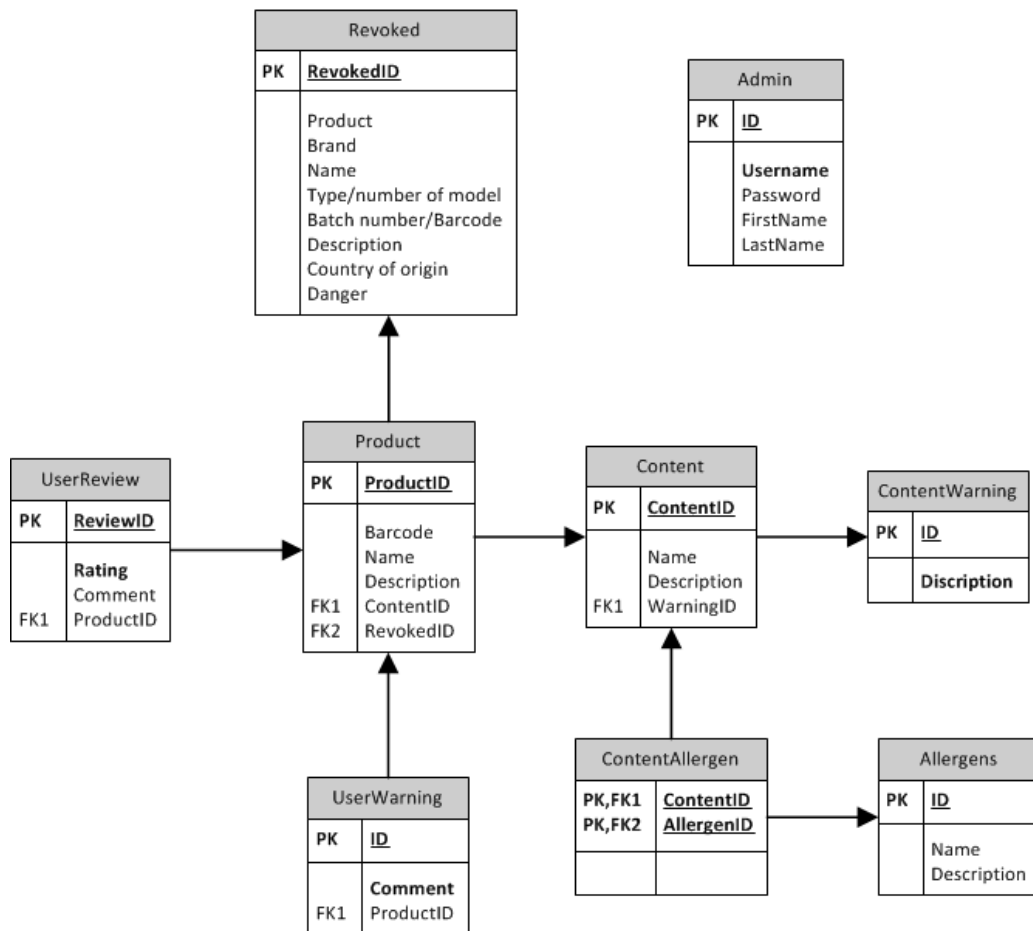 Revoked
PK RevokedID
Product
Brand
Name
Type/number of model
Batch number/Barcode
Description
Country of origin
Danger
Admin
PK ID
Username
Password
FirstName
LastName
UserReview
PK ReviewID
Rating
Comment
FK1 ProductID
Product
PK ProductID
Barcode
Name
Description
FK1 ContentID
FK2 RevokedID
Content
PK ContentID
Name
Description
FK1 WarningID
ContentWarning
PK ID
Discription
UserWarning
PK ID
Comment
FK1 ProductID
ContentAllergen
PK,FK1 ContentID
PK,FK2 AllergenID
Allergens
PK ID
Name
Description